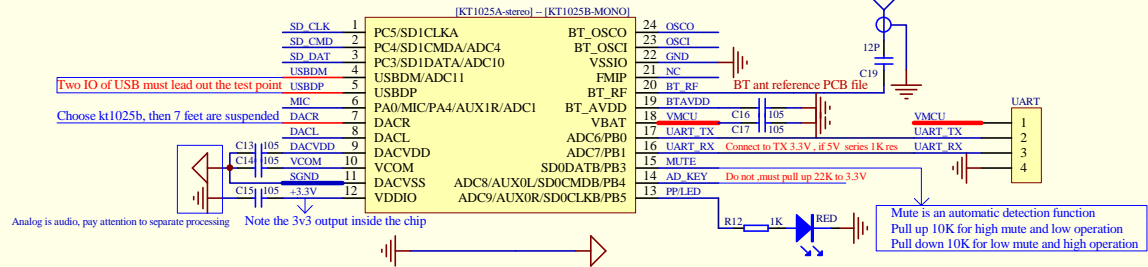 [KT1025A-stereo] -- [KT1025B-MONO]
SD_CLK 1 PC5/SD1CLKA BT_OSCO 24 OSCO
SD_CMD 2 PC4/SD1CMDA/ADC4 BT_OSCI 23 OSCI
SD_DAT 3 PC3/SD1DATA/ADC10 VSSIO 22 GND
USBDM 4 USBDM/ADC11 FMIP 21 NC
Two IO of USB must lead out the test point
USBDP 5 USBDP BT_RF 20 BT_RF
BT ant reference PCB file
12P
C19
MIC 6 PA0/MIC/PA4/AUX1R/ADC1 BT_AVDD 19 BTAVDD C16 105
Choose kt1025b, then 7 feet are suspended
DACR 7 DACR VBAT 18 VMCU C17 105
DACL 8 DACL ADC6/PB0 17 UART_TX
C13 105 DACVDD 9 DACVDD ADC7/PB1 16 UART_RX Connect to TX 3.3V , if 5V series 1K res
C14 105 VCOM 10 VCOM SD0DATB/PB3 15 MUTE
SGND 11 DACVSS ADC8/AUX0L/SD0CMDB/PB4 14 AD_KEY Do not ,must pull up 22K to 3.3V
C15 105 +3.3V 12 VDDIO ADC9/AUX0R/SD0CLKB/PB5 13 PP/LED
UART
VMCU 1
UART_TX 2
UART_RX 3
4
Analog is audio, pay attention to separate processing
Note the 3v3 output inside the chip
R12 1K RED
Mute is an automatic detection function
Pull up 10K for high mute and low operation
Pull down 10K for low mute and high operation